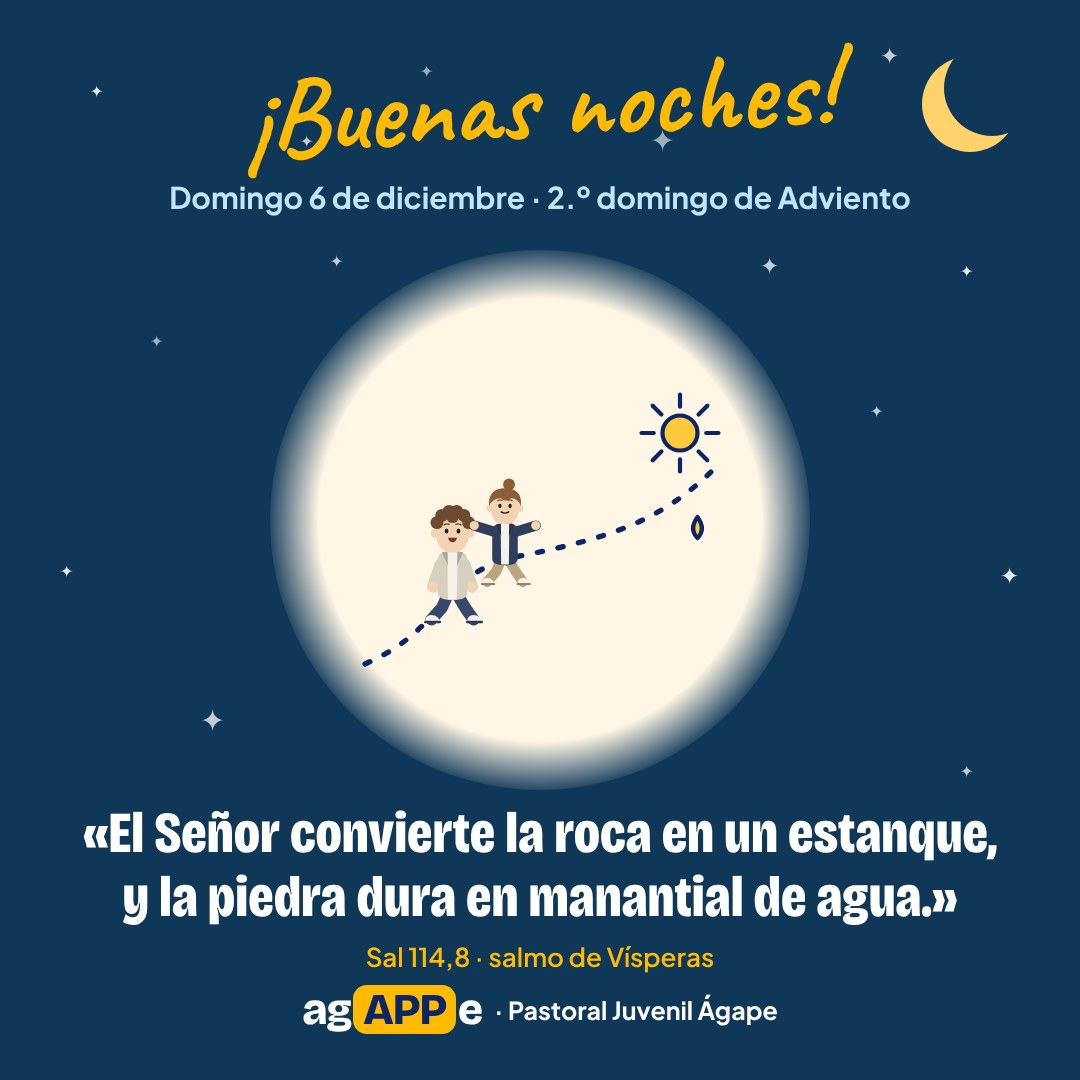 ¡Buenas noches!
Domingo 6 de diciembre · 2.º domingo de Adviento
«El Señor convierte la roca en un estanque,
y la piedra dura en manantial de agua.»
Sal 114,8 · salmo de Vísperas
agAPPe · Pastoral Juvenil Ágape